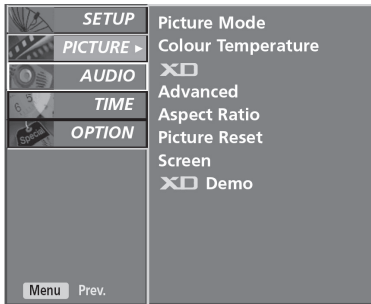 SETUP
PICTURE ▶
AUDIO
TIME
OPTION
Menu Prev.
Picture Mode
Colour Temperature
XD
Advanced
Aspect Ratio
Picture Reset
Screen
XD Demo